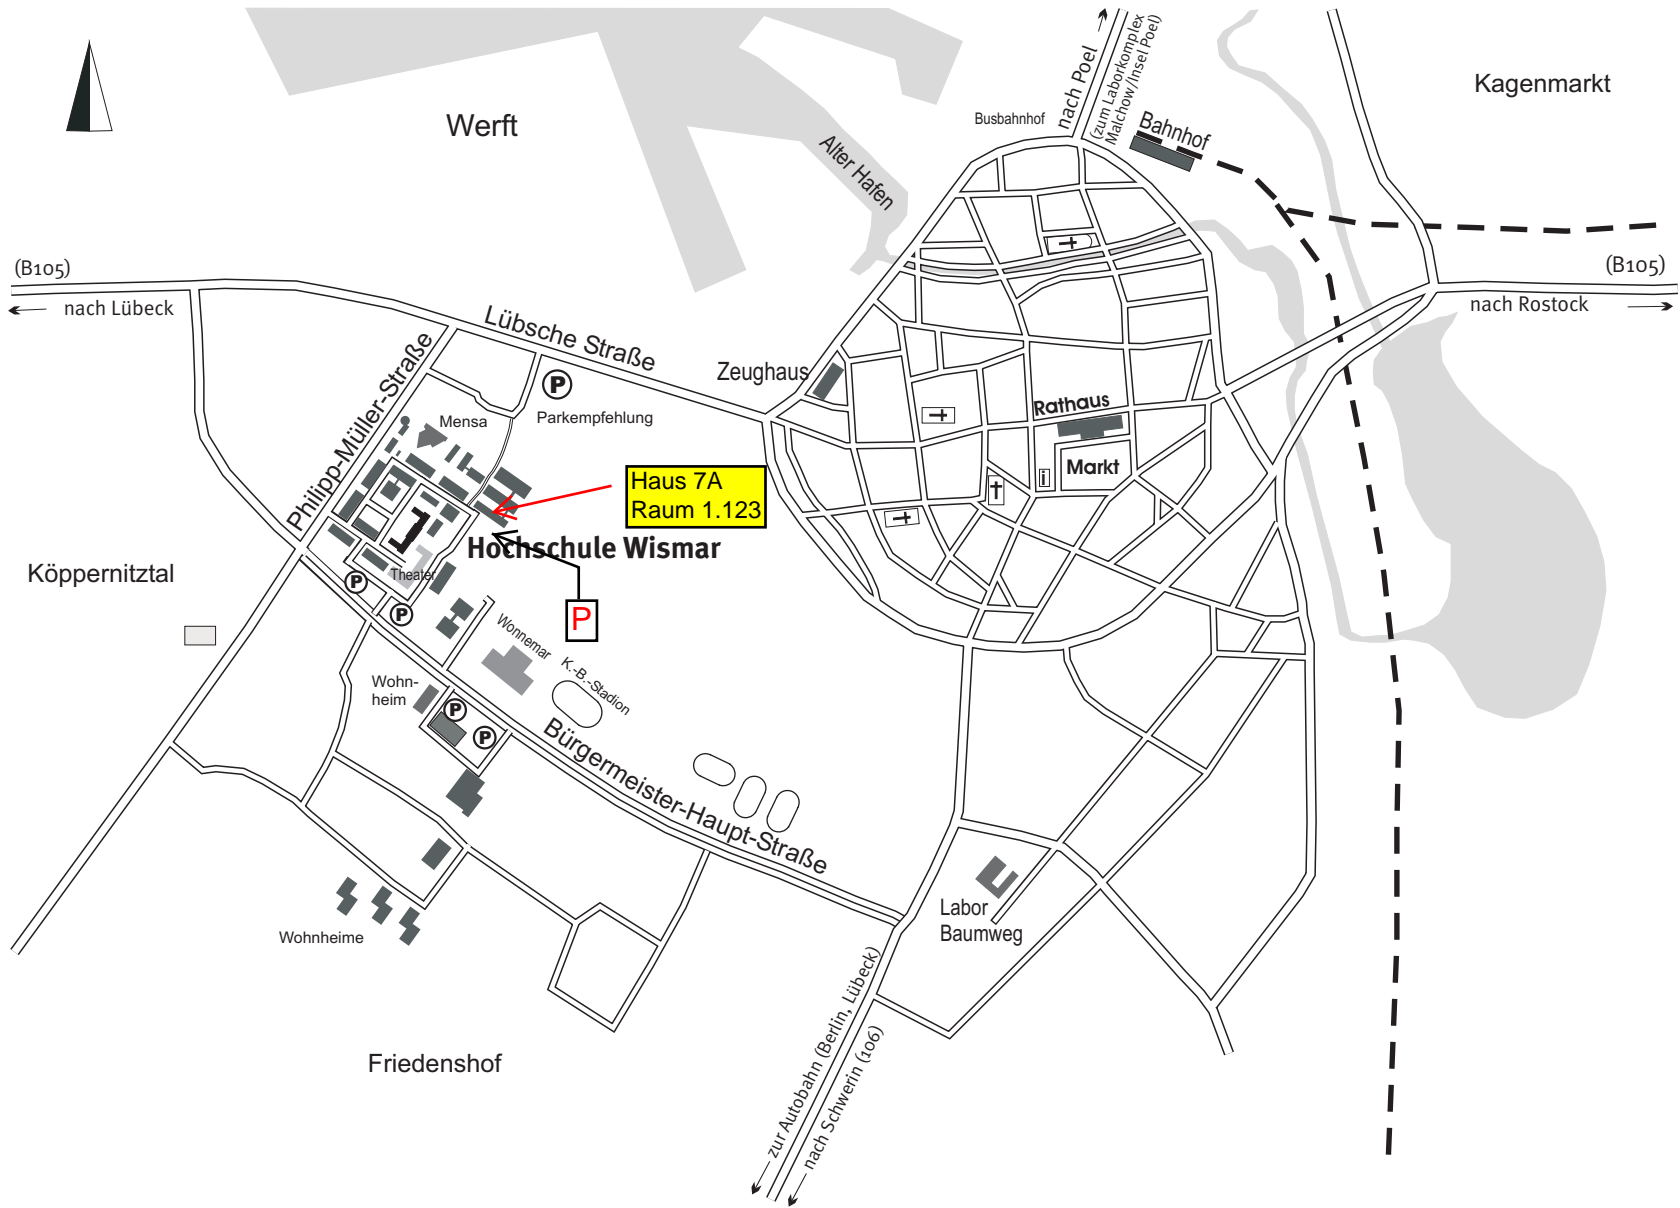 nach Poel
(zum Laborkomplex
Malchow/Insel Poel)
Kagenmarkt
Werft
Busbahnhof
Bahnhof
Alter Hafen
(B105)
nach Lübeck
(B105)
nach Rostock
Lübsche Straße
Philipp-Müller-Straße
Zeughaus
P
Parkempfehlung
Mensa
Rathaus
Markt
i
Haus 7A
Raum 1.123
Hochschule Wismar
Köppernitztal
Theater
P
P
P
Wonnemar
K.-B.-Stadion
Wohn-
heim
P
P
Bürgermeister-Haupt-Straße
Labor
Baumweg
Wohnheime
Friedenshof
zur Autobahn (Berlin, Lübeck)
nach Schwerin (106)